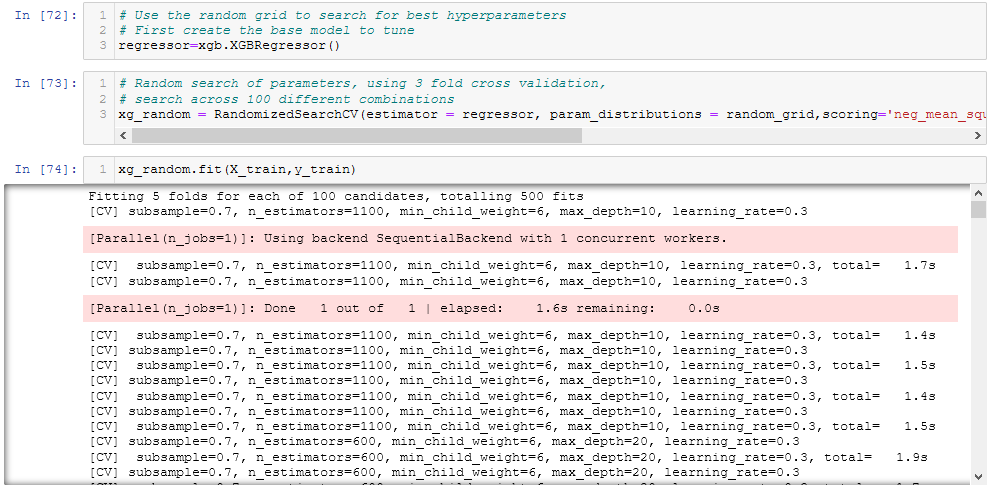 In [72]: 1 # Use the random grid to search for best hyperparameters
2 # First create the base model to tune
3 regressor=xgb.XGBRegressor()
In [73]: 1 # Random search of parameters, using 3 fold cross validation,
2 # search across 100 different combinations
3 xg_random = RandomizedSearchCV(estimator = regressor, param_distributions = random_grid,scoring='neg_mean_squ
In [74]: 1 xg_random.fit(X_train,y_train)
Fitting 5 folds for each of 100 candidates, totalling 500 fits
[CV] subsample=0.7, n_estimators=1100, min_child_weight=6, max_depth=10, learning_rate=0.3
[Parallel(n_jobs=1)]: Using backend SequentialBackend with 1 concurrent workers.
[CV]  subsample=0.7, n_estimators=1100, min_child_weight=6, max_depth=10, learning_rate=0.3, total=   1.7s
[CV] subsample=0.7, n_estimators=1100, min_child_weight=6, max_depth=10, learning_rate=0.3
[Parallel(n_jobs=1)]: Done   1 out of   1 | elapsed:    1.6s remaining:    0.0s
[CV]  subsample=0.7, n_estimators=1100, min_child_weight=6, max_depth=10, learning_rate=0.3, total=   1.4s
[CV] subsample=0.7, n_estimators=1100, min_child_weight=6, max_depth=10, learning_rate=0.3
[CV]  subsample=0.7, n_estimators=1100, min_child_weight=6, max_depth=10, learning_rate=0.3, total=   1.5s
[CV] subsample=0.7, n_estimators=1100, min_child_weight=6, max_depth=10, learning_rate=0.3
[CV]  subsample=0.7, n_estimators=1100, min_child_weight=6, max_depth=10, learning_rate=0.3, total=   1.4s
[CV] subsample=0.7, n_estimators=1100, min_child_weight=6, max_depth=10, learning_rate=0.3
[CV]  subsample=0.7, n_estimators=1100, min_child_weight=6, max_depth=10, learning_rate=0.3, total=   1.5s
[CV] subsample=0.7, n_estimators=600, min_child_weight=6, max_depth=20, learning_rate=0.3
[CV]  subsample=0.7, n_estimators=600, min_child_weight=6, max_depth=20, learning_rate=0.3, total=   1.9s
[CV] subsample=0.7, n_estimators=600, min_child_weight=6, max_depth=20, learning_rate=0.3